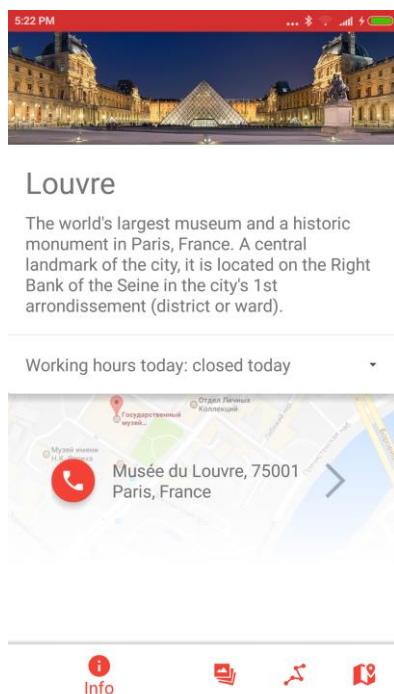 5:22 PM
Louvre
The world's largest museum and a historic
monument in Paris, France. A central
landmark of the city, it is located on the Right
Bank of the Seine in the city's 1st
arrondissement (district or ward).
Working hours today: closed today
Отдел Личных
Коллекций
Государственный
музей...
Музей имени
Musée du Louvre, 75001
Paris, France
Info